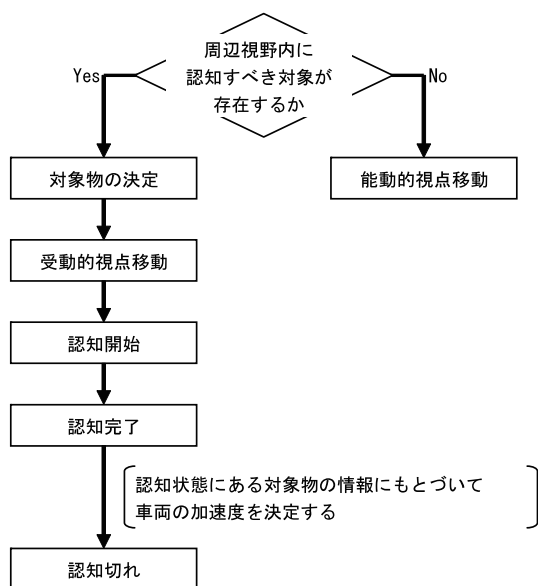 周辺視野内に
認知すべき対象が
存在するか
Yes
No
対象物の決定
能動的視点移動
受動的視点移動
認知開始
認知完了
認知状態にある対象物の情報にもとづいて
車両の加速度を決定する
認知切れ